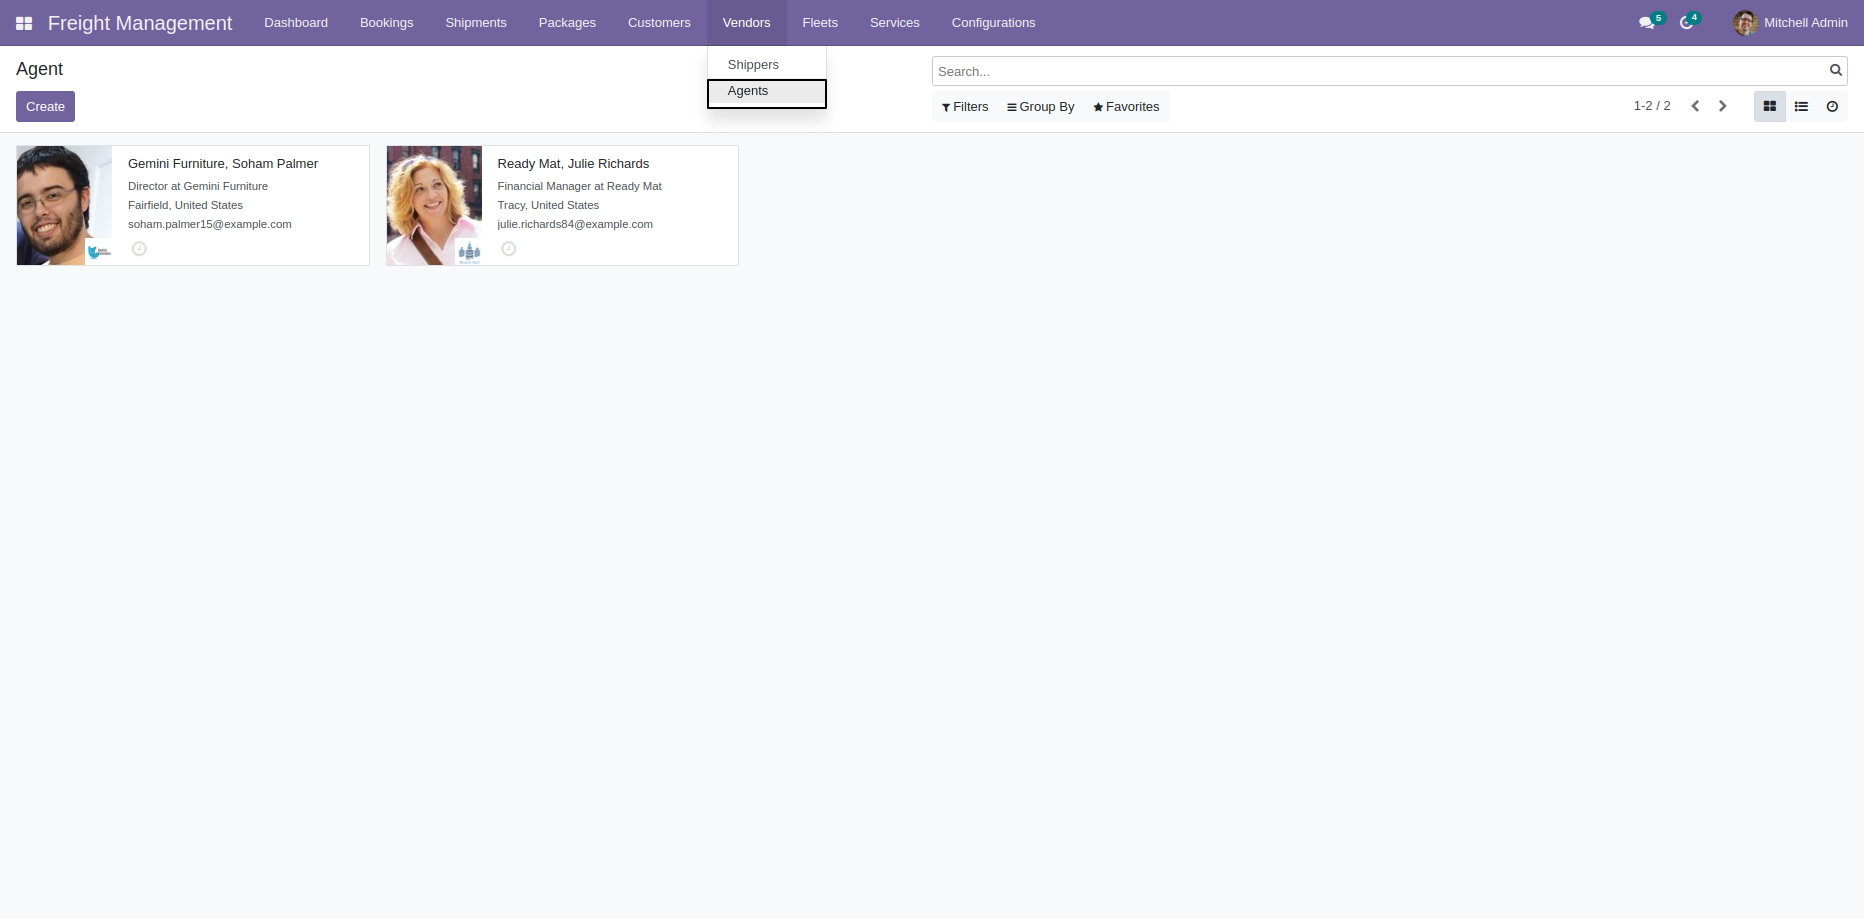 Freight Management
Dashboard
Bookings
Shipments
Packages
Customers
Vendors
Fleets
Services
Configurations
5
4
Mitchell Admin
Shippers
Agents
Agent
Create
Search...
Filters
Group By
Favorites
1-2 / 2
Gemini Furniture, Soham Palmer
Director at Gemini Furniture
Fairfield, United States
soham.palmer15@example.com
Ready Mat, Julie Richards
Financial Manager at Ready Mat
Tracy, United States
julie.richards84@example.com